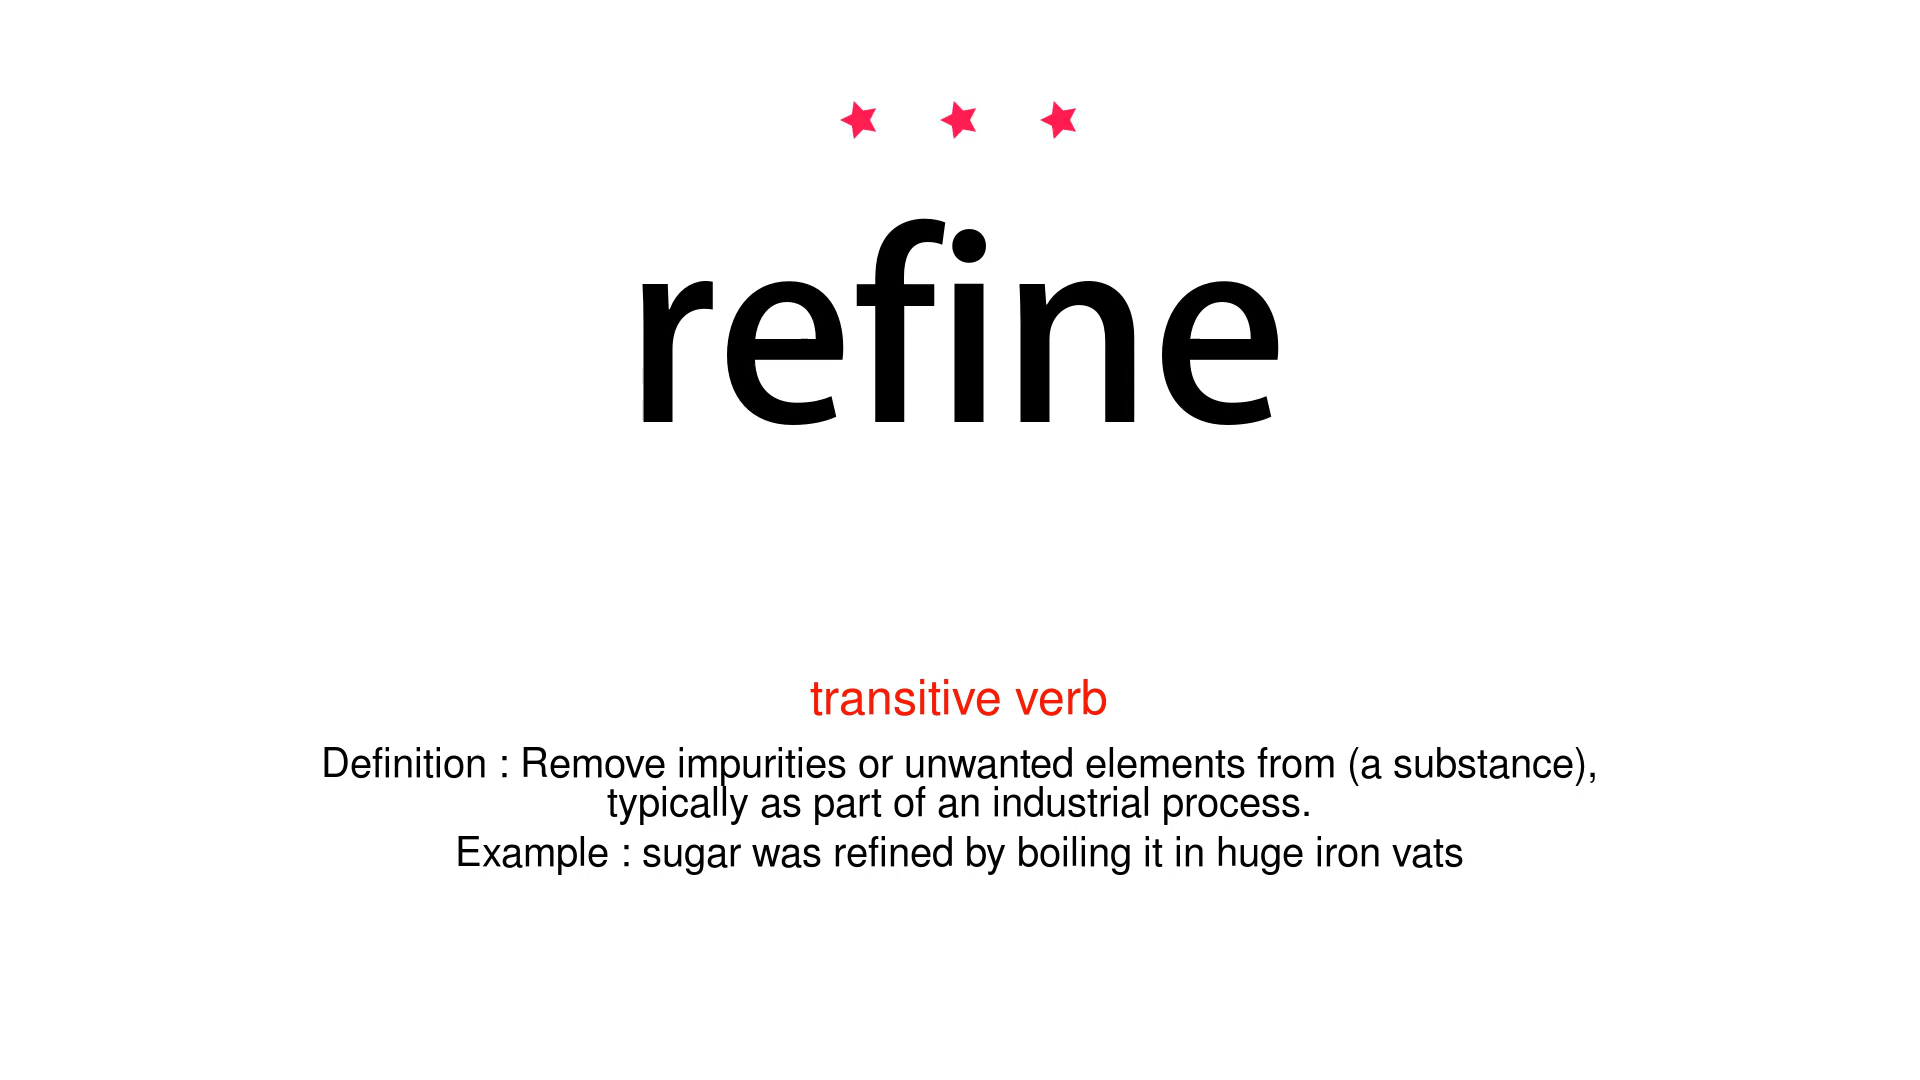 refine
transitive verb
Definition : Remove impurities or unwanted elements from (a substance),
typically as part of an industrial process.
Example : sugar was refined by boiling it in huge iron vats